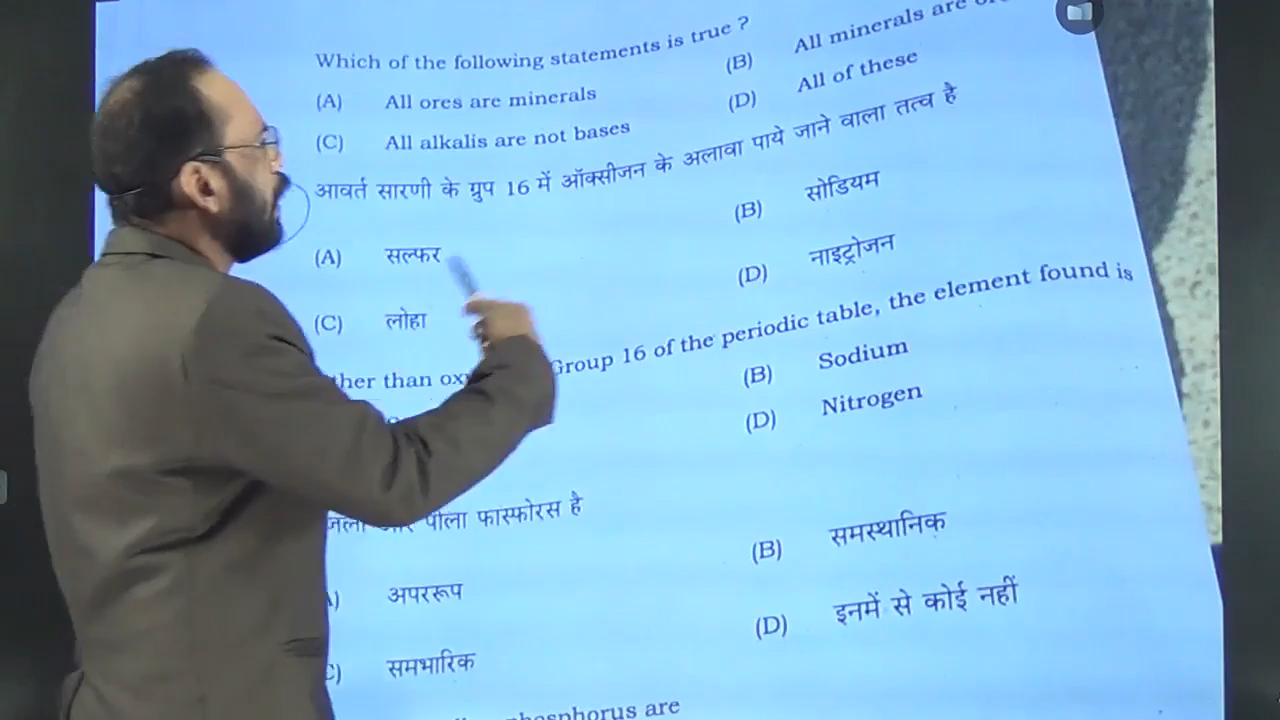 Which of the following statements is true ?
(A) All ores are minerals (B) All minerals are
(C) All alkalis are not bases (D) All of these
आवर्त सारणी के ग्रुप 16 में ऑक्सीजन के अलावा पाये जाने वाला तत्व है
(A) सल्फर (B) सोडियम
(C) लोहा (D) नाइट्रोजन
than Group 16 of the periodic table, the element found is
(B) Sodium
(D) Nitrogen
पीला फास्फोरस है
अपररूप (B) समस्थानिक
समभारिक (D) इनमें से कोई नहीं
phosphorus are